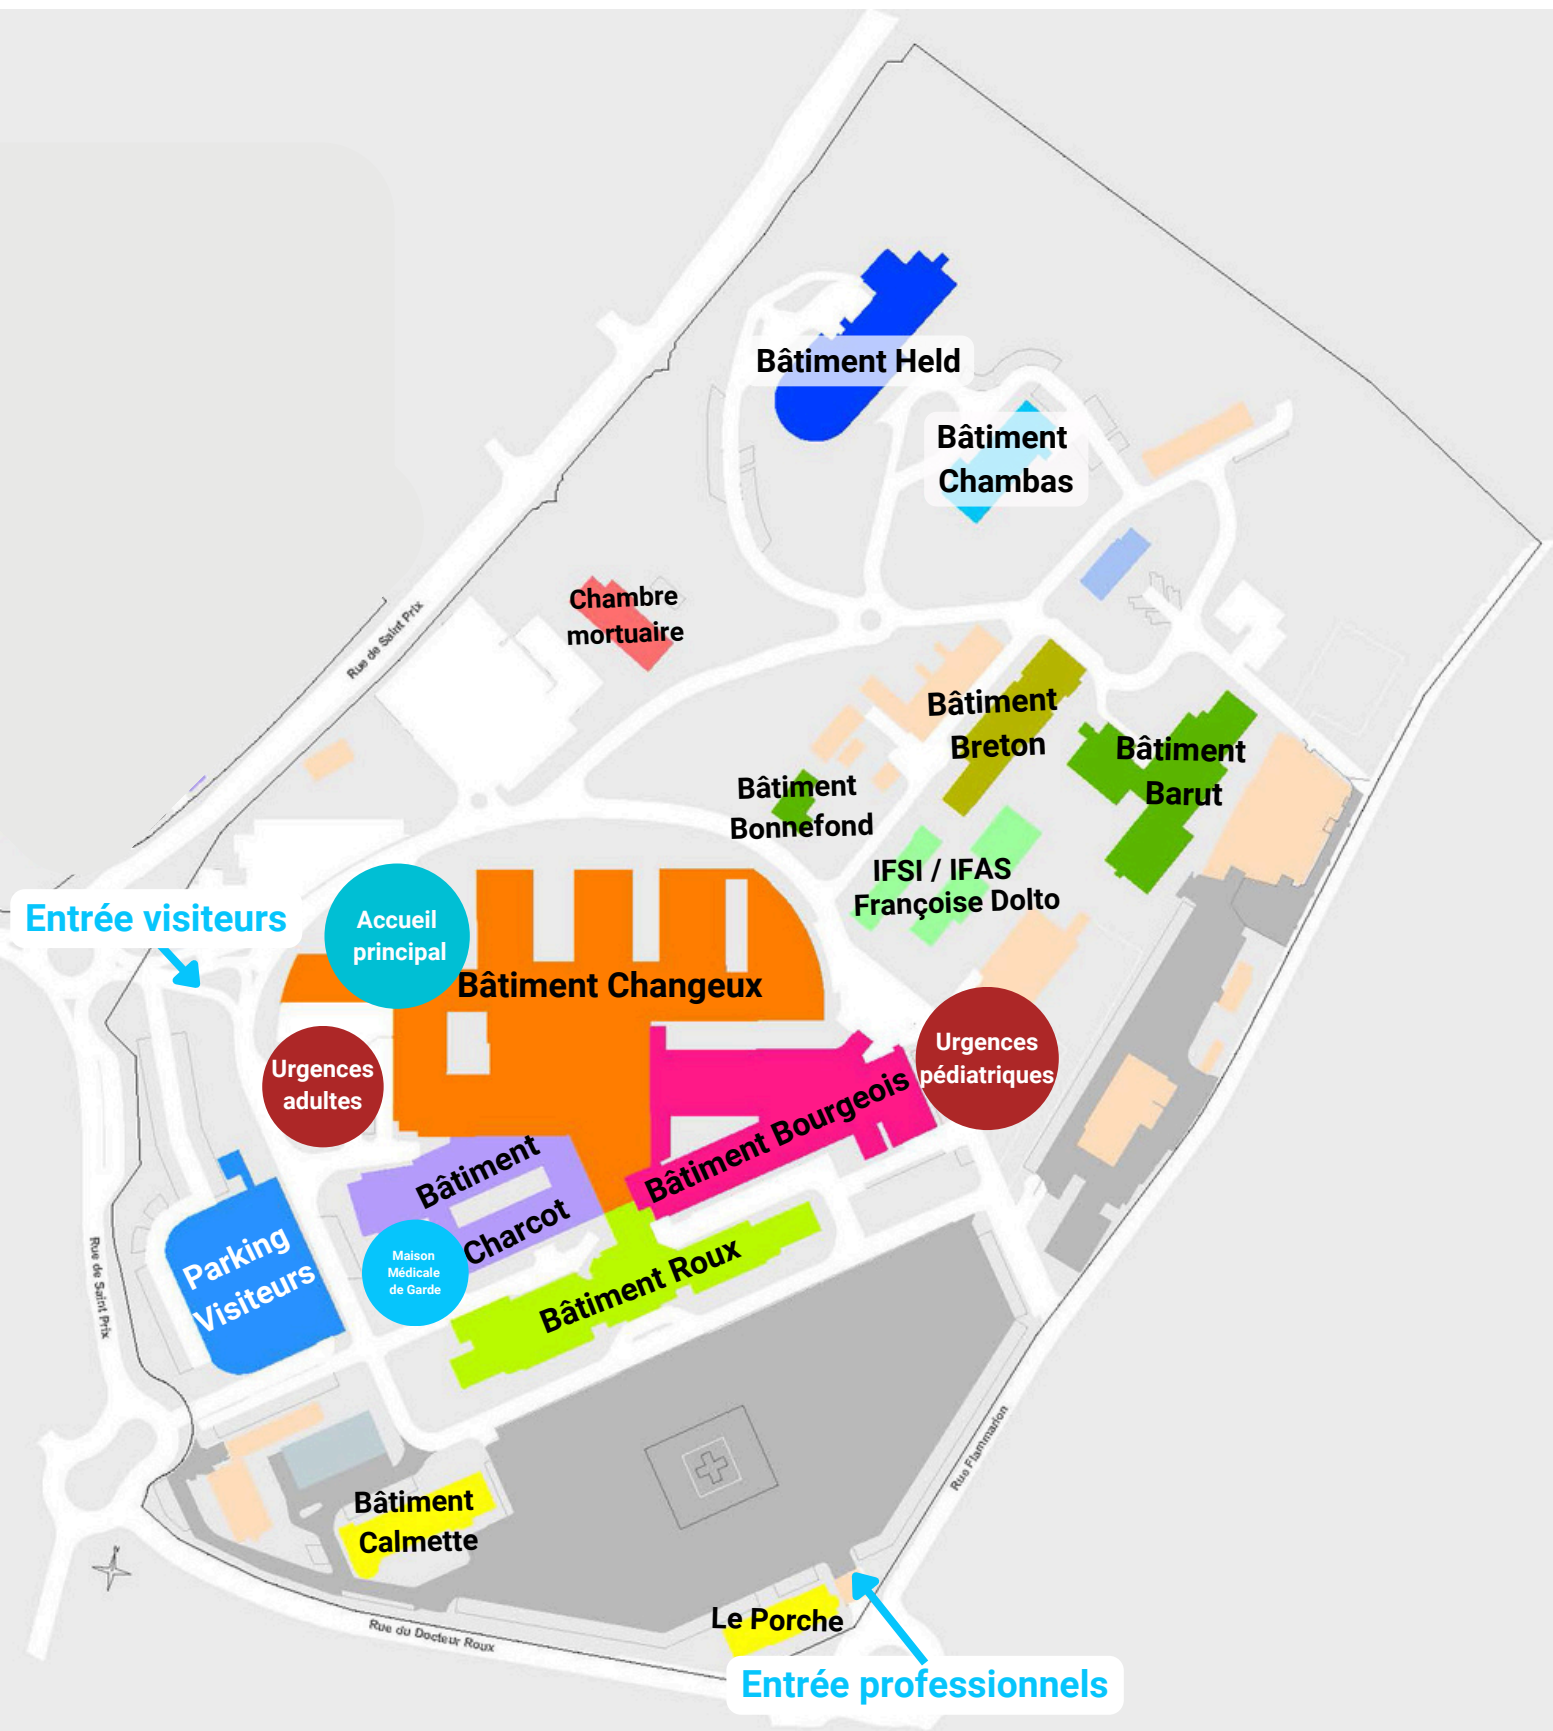 Bâtiment Held
Bâtiment
Chambas
Chambre
mortuaire
Rue de Saint Prix
Bâtiment
Breton
Bâtiment
Barut
Bâtiment
Bonnefond
IFSI / IFAS
Françoise Dolto
Entrée visiteurs
Accueil
principal
Bâtiment Changeux
Urgences
adultes
Urgences
pédiatriques
Bâtiment Bourgeois
Bâtiment
Charcot
Maison
Médicale
de Garde
Parking
Visiteurs
Rue de Saint Prix
Bâtiment Roux
Rue Flammarion
Bâtiment
Calmette
N
Le Porche
Rue du Docteur Roux
Entrée professionnels